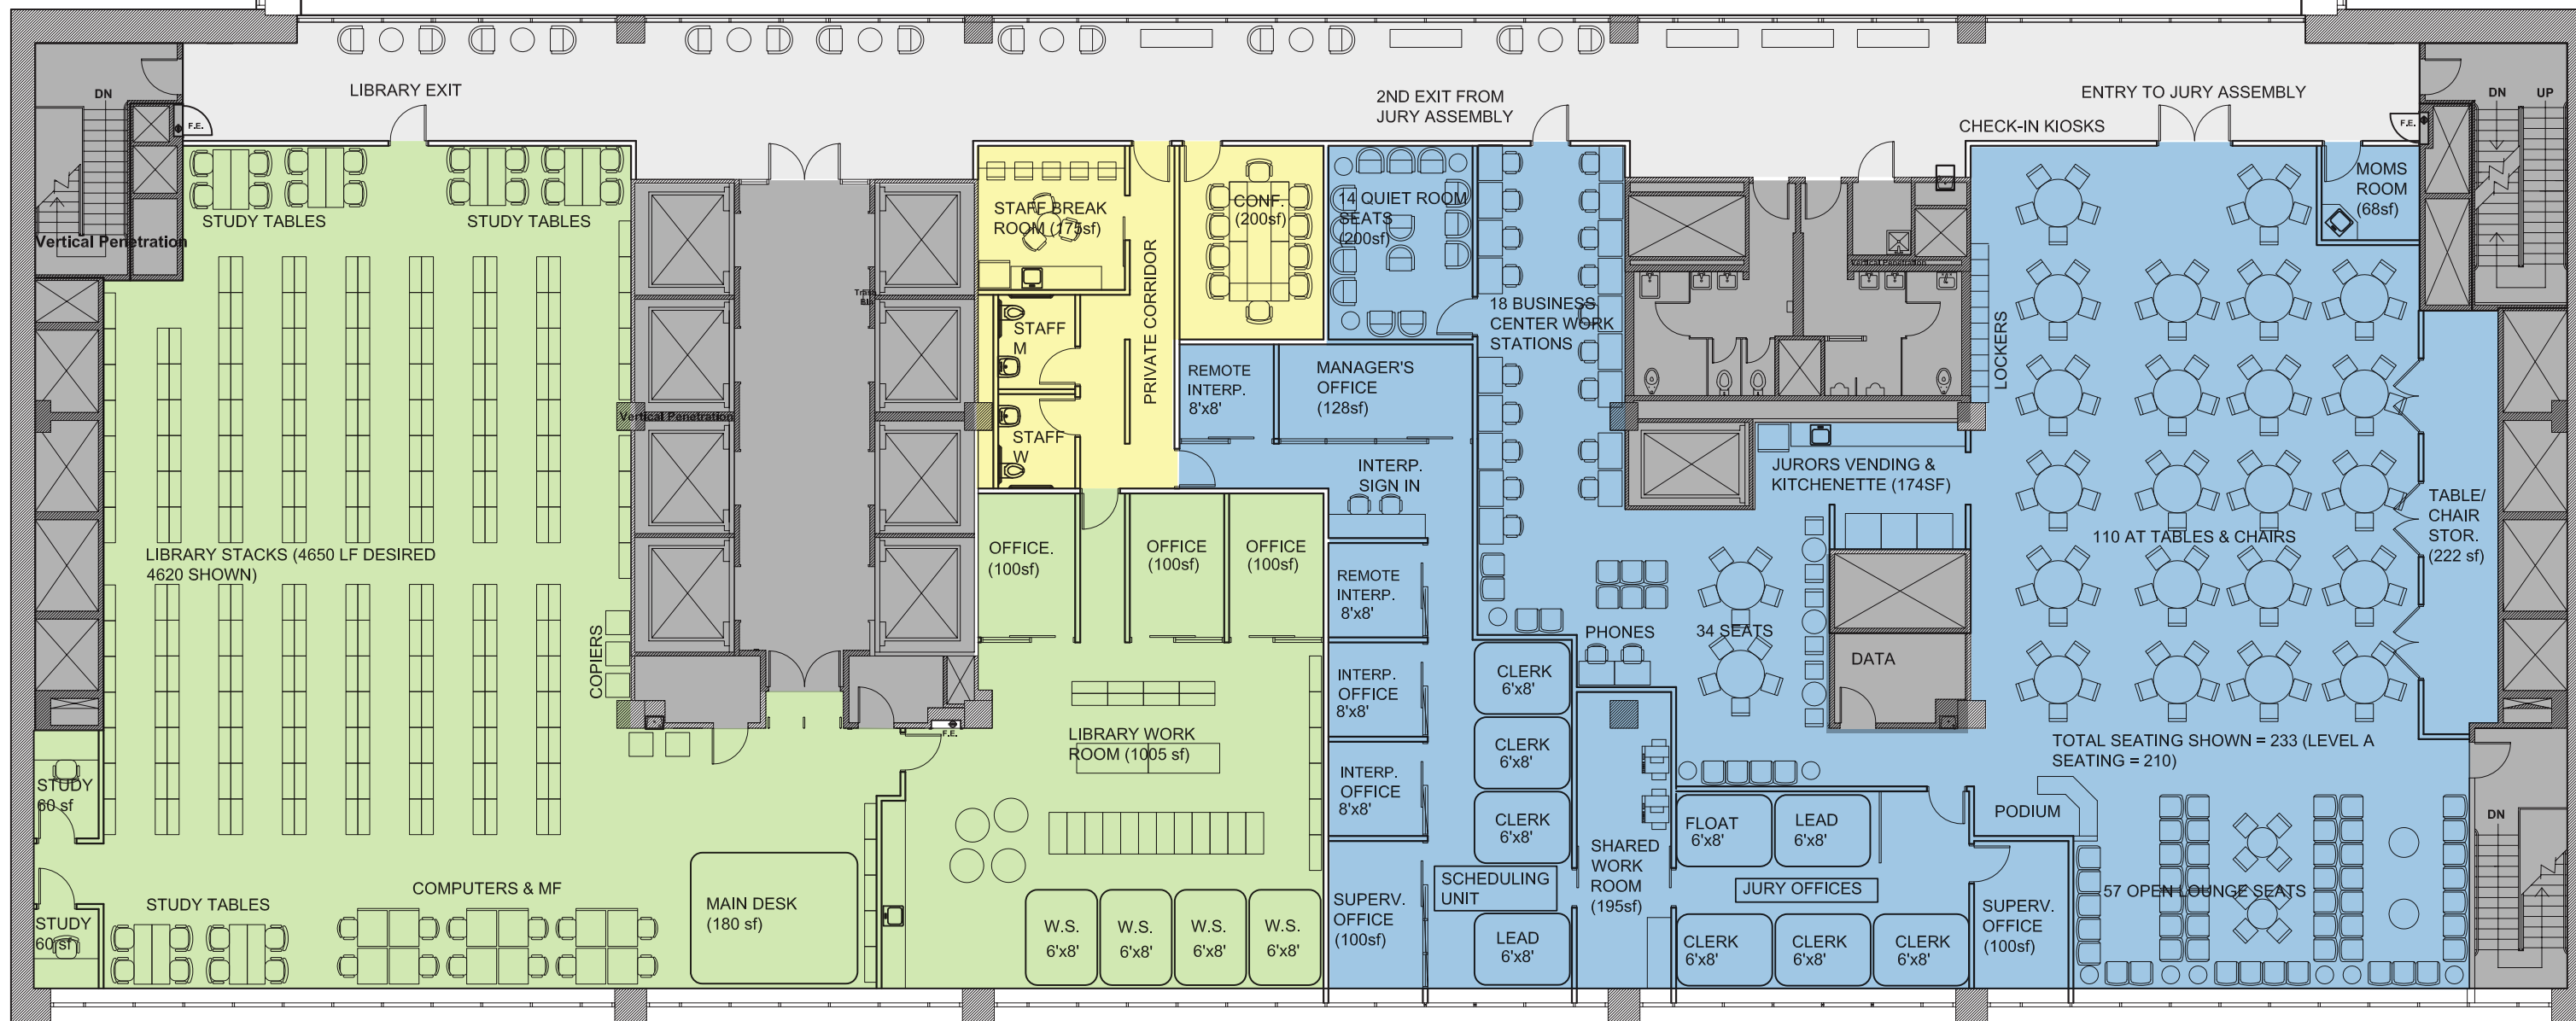 LIBRARY EXIT
2ND EXIT FROM
JURY ASSEMBLY
ENTRY TO JURY ASSEMBLY
CHECK-IN KIOSKS
DN
F.E.
STUDY TABLES
STUDY TABLES
Vertical Penetration
LIBRARY STACKS (4650 LF DESIRED
4620 SHOWN)
COPIERS
STUDY
60 sf
STUDY
60 sf
STUDY TABLES
COMPUTERS & MF
MAIN DESK
(180 sf)
Vertical Penetration
F.E.
STAFF BREAK
ROOM (175sf)
STAFF
M
STAFF
W
PRIVATE CORRIDOR
CONF.
(200sf)
14 QUIET ROOM
SEATS
(200sf)
18 BUSINESS
CENTER WORK
STATIONS
REMOTE
INTERP.
8'x8'
MANAGER'S
OFFICE
(128sf)
INTERP.
SIGN IN
OFFICE.
(100sf)
OFFICE
(100sf)
OFFICE
(100sf)
LIBRARY WORK
ROOM (1005 sf)
W.S.
6'x8'
W.S.
6'x8'
W.S.
6'x8'
W.S.
6'x8'
REMOTE
INTERP.
8'x8'
INTERP.
OFFICE
8'x8'
INTERP.
OFFICE
8'x8'
SUPERV.
OFFICE
(100sf)
CLERK
6'x8'
CLERK
6'x8'
CLERK
6'x8'
SCHEDULING
UNIT
LEAD
6'x8'
PHONES
34 SEATS
SHARED
WORK
ROOM
(195sf)
FLOAT
6'x8'
LEAD
6'x8'
JURY OFFICES
CLERK
6'x8'
CLERK
6'x8'
CLERK
6'x8'
SUPERV.
OFFICE
(100sf)
Vertical Penetration
LOCKERS
JURORS VENDING &
KITCHENETTE (174SF)
DATA
MOMS
ROOM
(68sf)
F.E.
DN
UP
110 AT TABLES & CHAIRS
TABLE/
CHAIR
STOR.
(222 sf)
TOTAL SEATING SHOWN = 233 (LEVEL A
SEATING = 210)
PODIUM
57 OPEN LOUNGE SEATS
DN